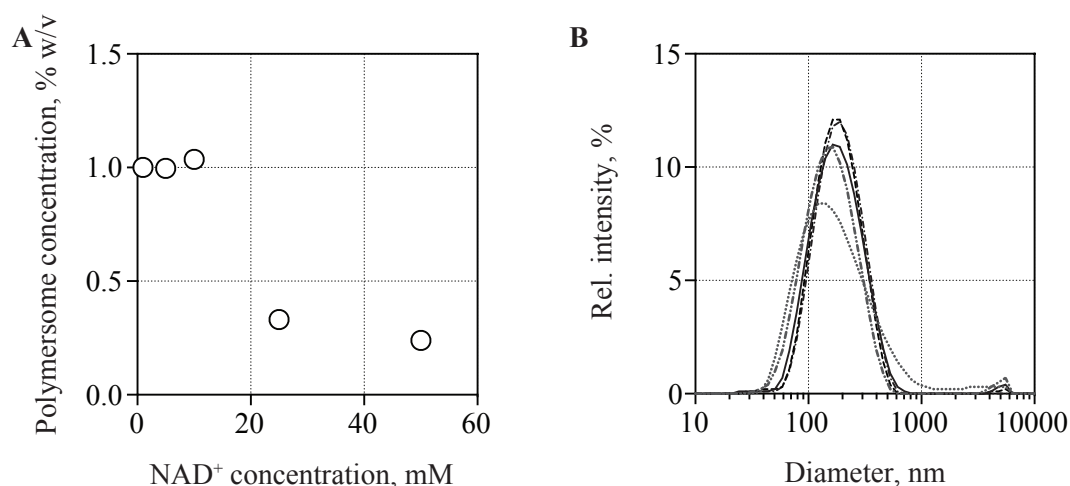 A
Polymersome concentration, % w/v
1.5
1.0
0.5
0.0
0 20 40 60
NAD⁺ concentration, mM
B
Rel. intensity, %
15
10
5
0
10 100 1000 10000
Diameter, nm